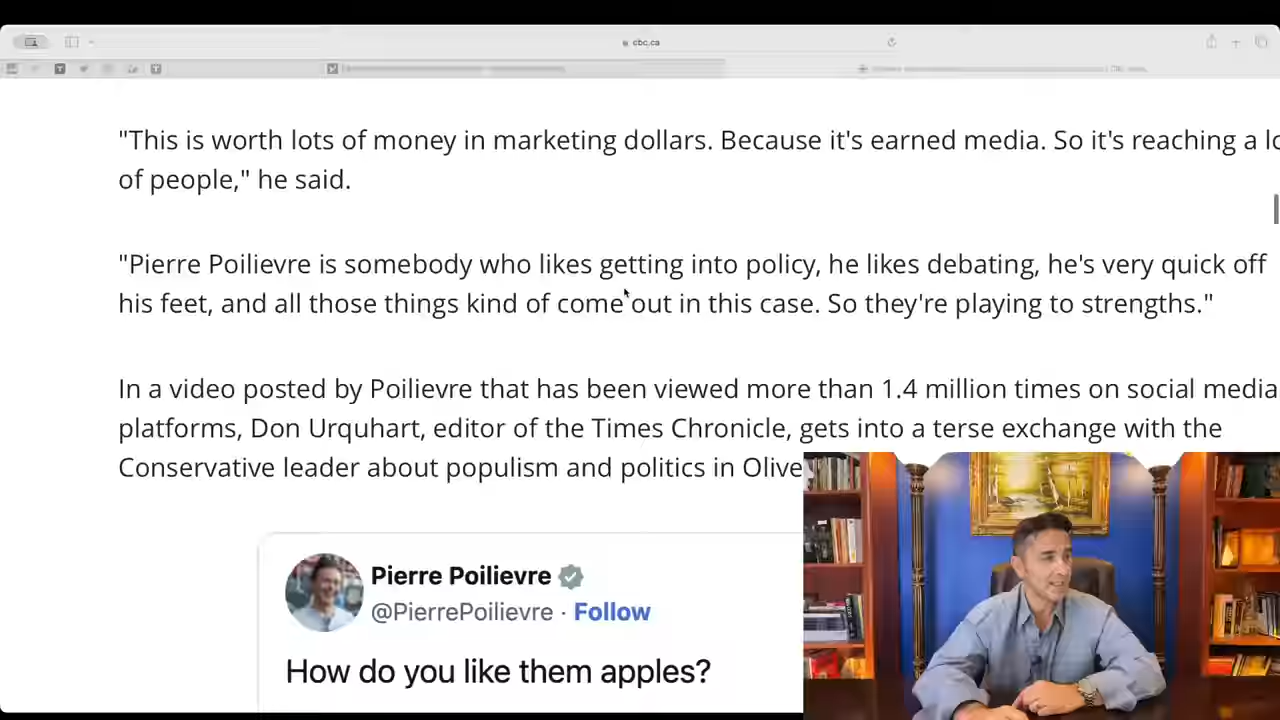 cbc.ca
"This is worth lots of money in marketing dollars. Because it's earned media. So it's reaching a lo
of people," he said.
"Pierre Poilievre is somebody who likes getting into policy, he likes debating, he's very quick off
his feet, and all those things kind of come out in this case. So they're playing to strengths."
In a video posted by Poilievre that has been viewed more than 1.4 million times on social media
platforms, Don Urquhart, editor of the Times Chronicle, gets into a terse exchange with the
Conservative leader about populism and politics in Olive
Pierre Poilievre
@PierrePoilievre · Follow
How do you like them apples?